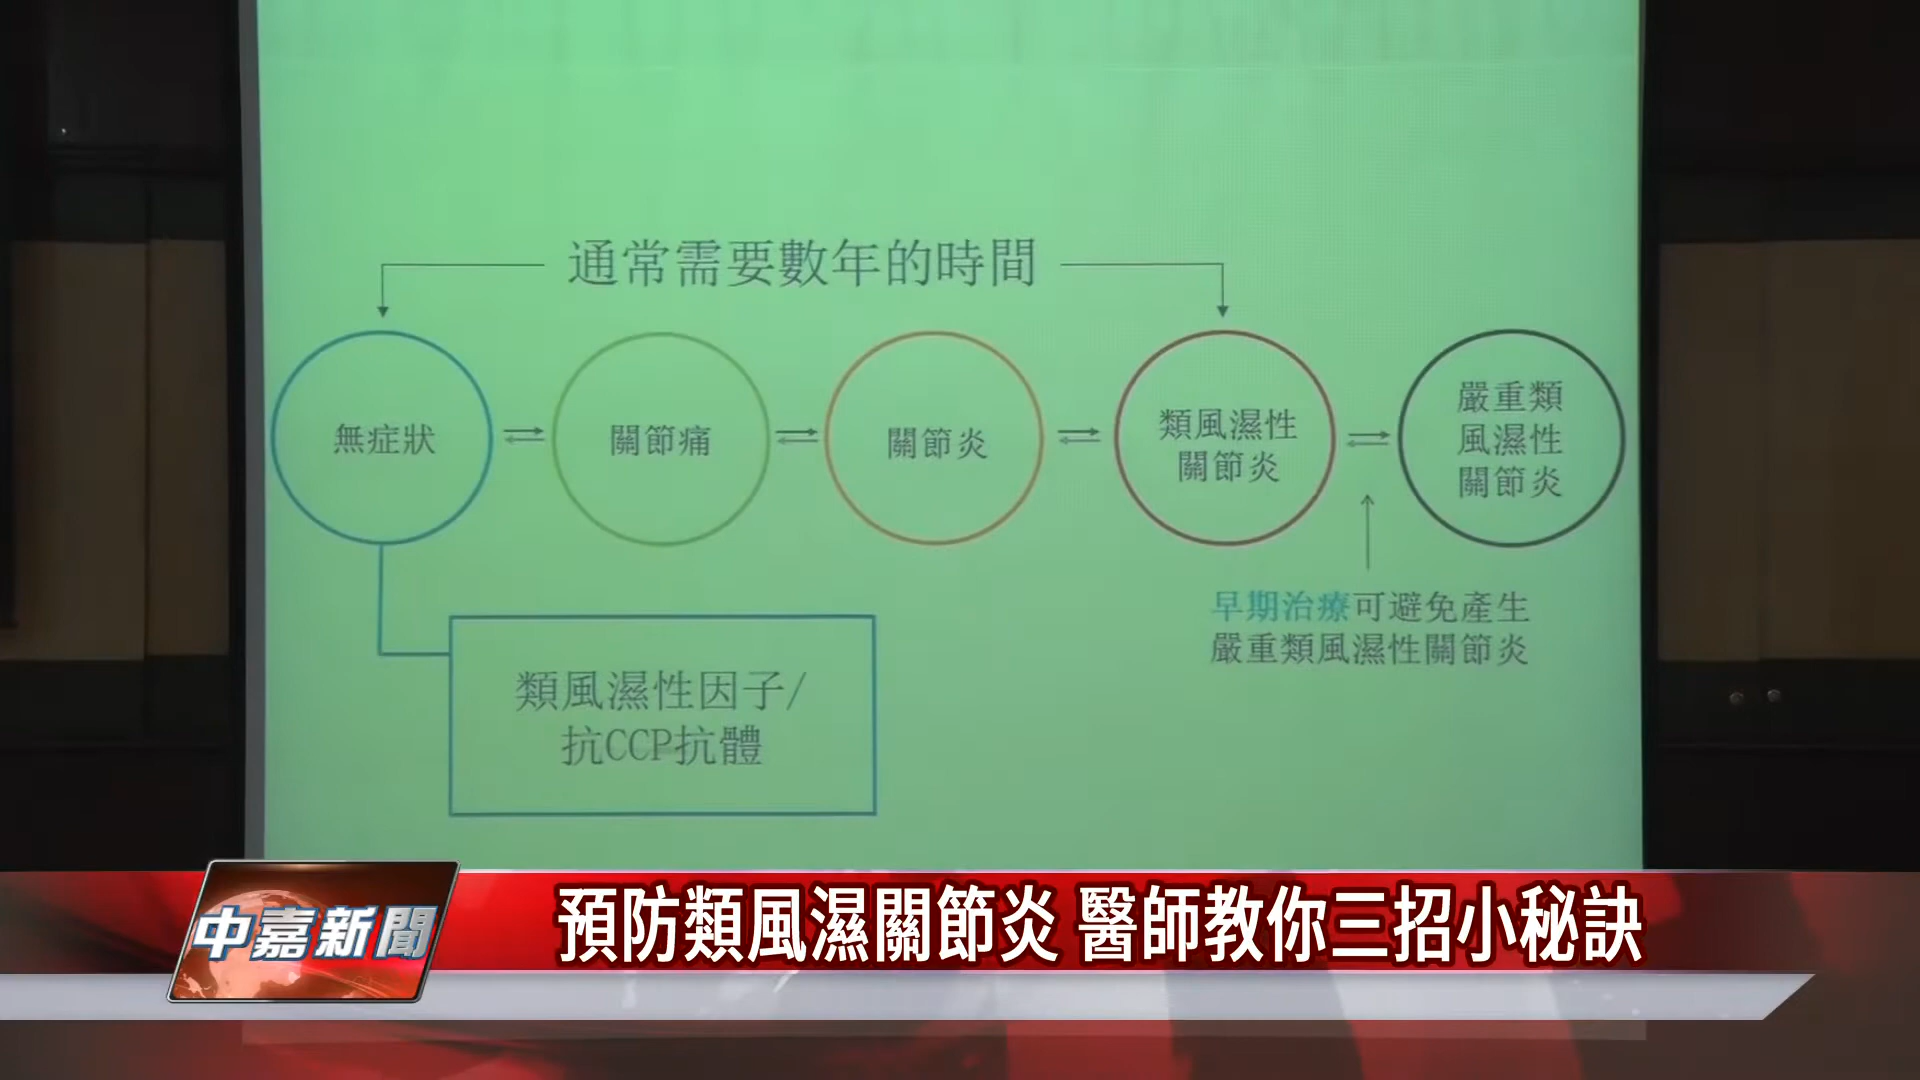 通常需要數年的時間
無症狀
關節痛
關節炎
類風濕性
關節炎
嚴重類
風濕性
關節炎
早期治療可避免產生
嚴重類風濕性關節炎
類風濕性因子/
抗CCP抗體
中嘉新聞
預防類風濕關節炎 醫師教你三招小秘訣